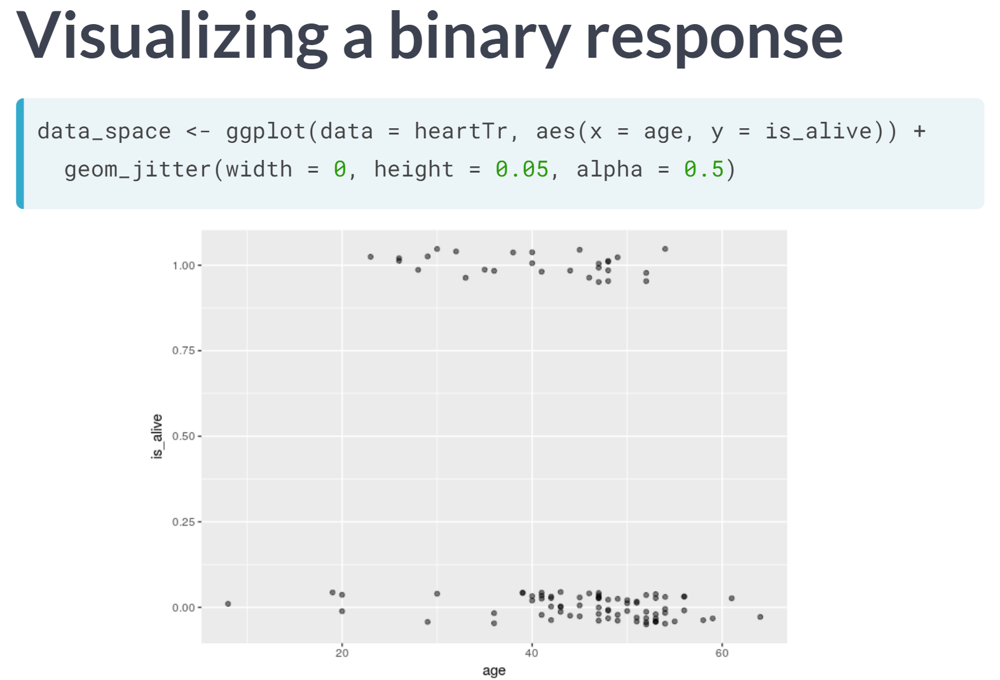 Visualizing a binary response
data_space <- ggplot(data = heartTr, aes(x = age, y = is_alive)) +
  geom_jitter(width = 0, height = 0.05, alpha = 0.5)
1.00
0.75
0.50
0.25
0.00
is_alive
20 40 60
age